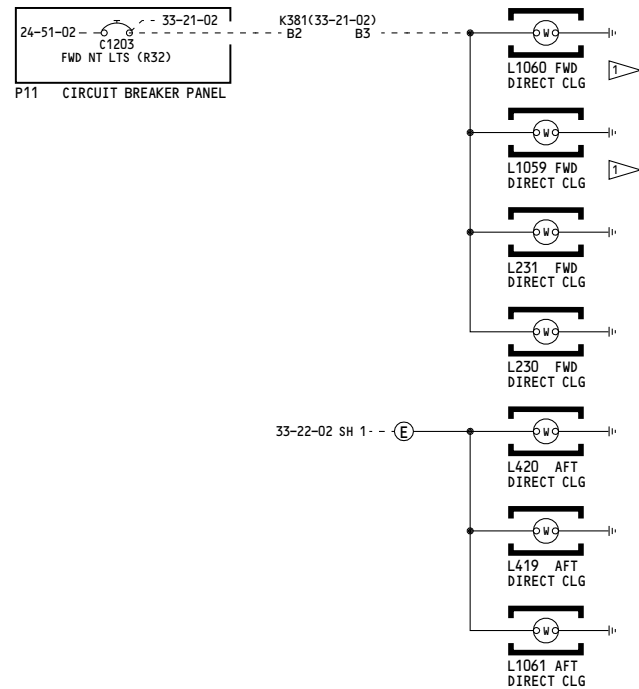 33-21-02
K381(33-21-02)
24-51-02
B2 B3
W
C1203
FWD NT LTS (R32)
L1060 FWD
DIRECT CLG
1
P11 CIRCUIT BREAKER PANEL
W
L1059 FWD
DIRECT CLG
1
W
L231 FWD
DIRECT CLG
W
L230 FWD
DIRECT CLG
33-22-02 SH 1
E
W
L420 AFT
DIRECT CLG
W
L419 AFT
DIRECT CLG
W
L1061 AFT
DIRECT CLG